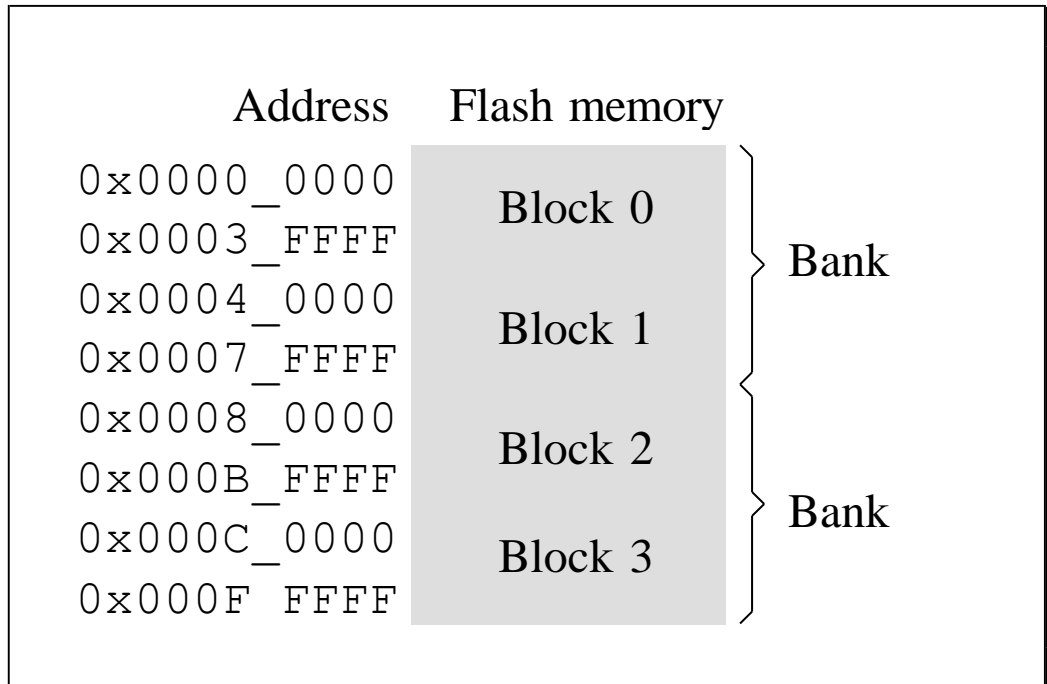 Address Flash memory
0x0000_0000
Block 0
0x0003_FFFF
Bank
0x0004_0000
Block 1
0x0007_FFFF
0x0008_0000
Block 2
0x000B_FFFF
Bank
0x000C_0000
Block 3
0x000F FFFF